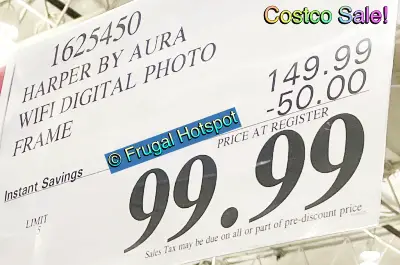 Costco Sale!
1625450
HARPER BY AURA
WIFI DIGITAL PHOTO
FRAME
149.99
-50.00
© Frugal Hotspot
PRICE AT REGISTER
Instant Savings
99.99
LIMIT
5
Sales Tax may be due on all or part of pre-discount price